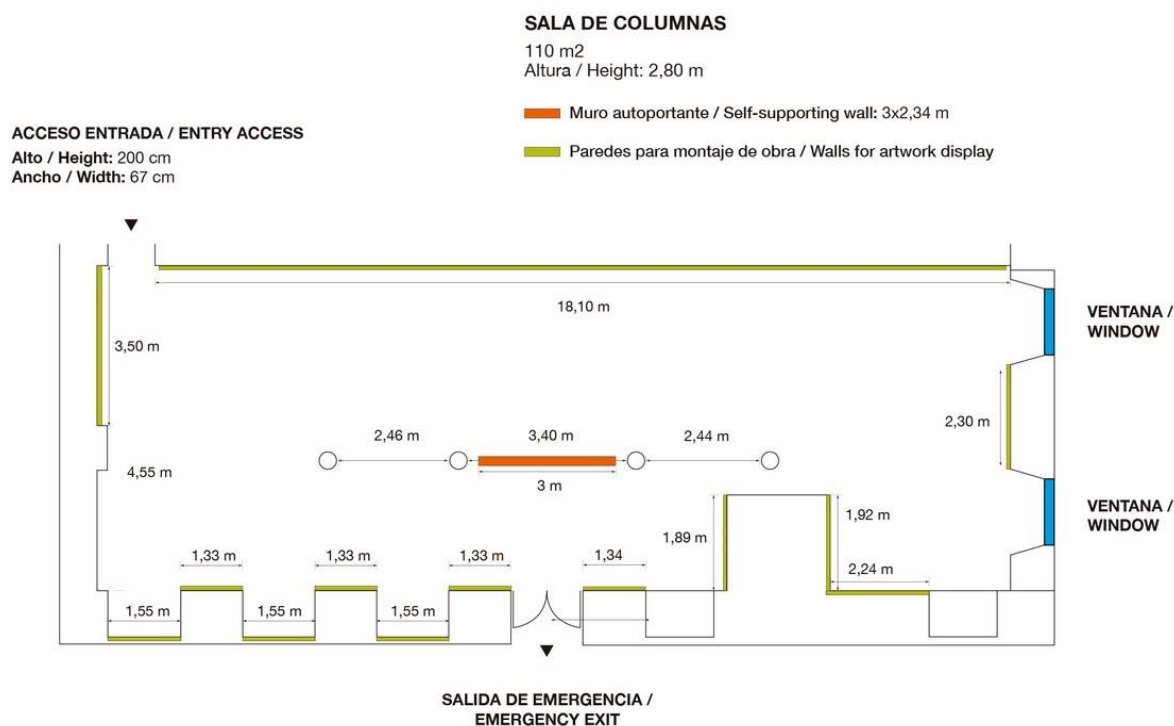 SALA DE COLUMNAS
110 m2
Altura / Height: 2,80 m
Muro autoportante / Self-supporting wall: 3x2,34 m
Paredes para montaje de obra / Walls for artwork display
ACCESO ENTRADA / ENTRY ACCESS
Alto / Height: 200 cm
Ancho / Width: 67 cm
18,10 m
VENTANA /
WINDOW
3,50 m
2,30 m
2,46 m
3,40 m
2,44 m
4,55 m
3 m
VENTANA /
WINDOW
1,89 m
1,92 m
1,33 m
1,33 m
1,33 m
1,34
2,24 m
1,55 m
1,55 m
1,55 m
SALIDA DE EMERGENCIA /
EMERGENCY EXIT